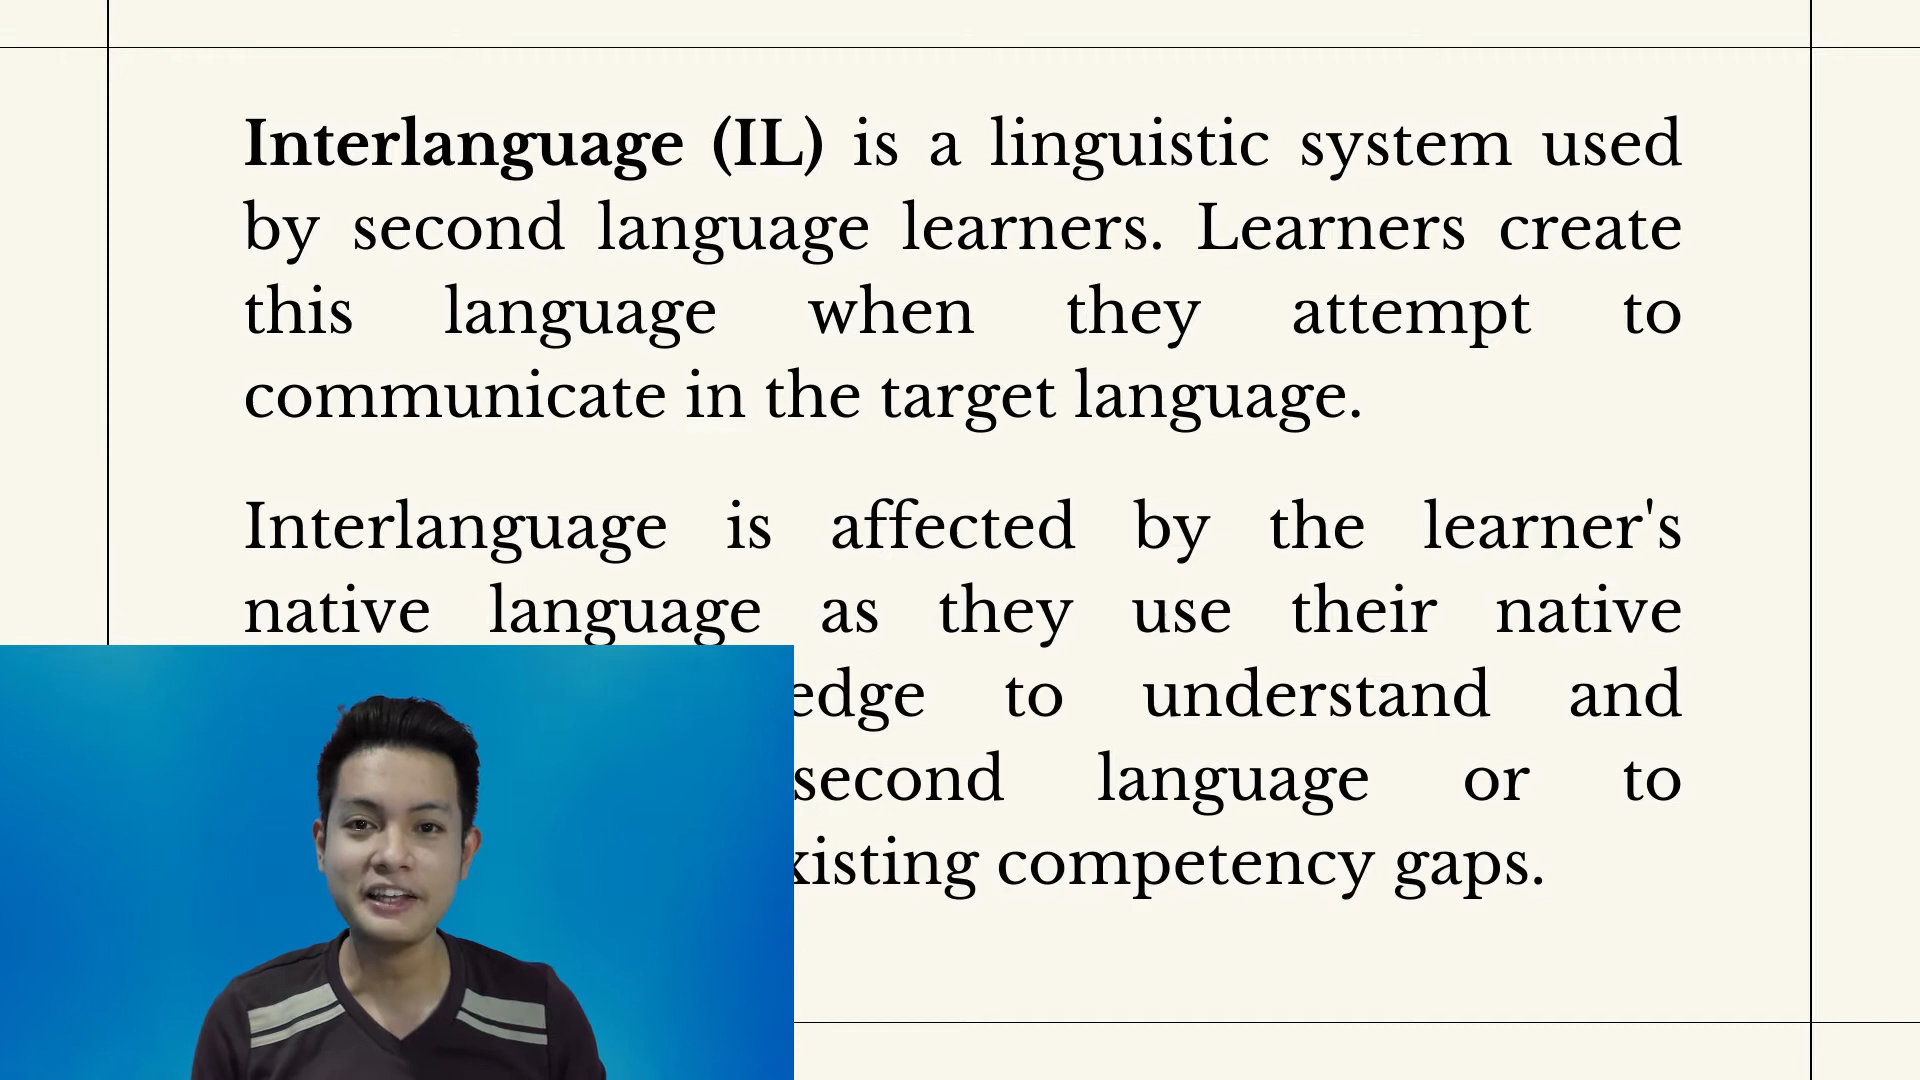 Interlanguage (IL) is a linguistic system used
by second language learners. Learners create
this language when they attempt to
communicate in the target language.
Interlanguage is affected by the learner's
native language as they use their native
to understand and
second language or to
competency gaps.